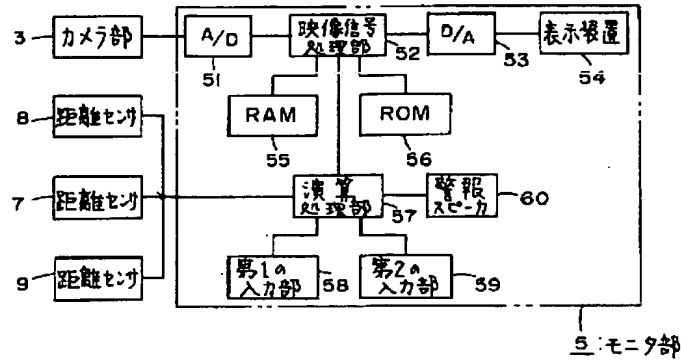 3
カメラ部
A/D
51
映像信号
処理部
52
D/A
53
表示装置
54
8
距離センサ
RAM
55
ROM
56
7
距離センサ
演算
処理部
57
警報
スピーカ
60
9
距離センサ
第1の
入力部
58
第2の
入力部
59
5:モニタ部